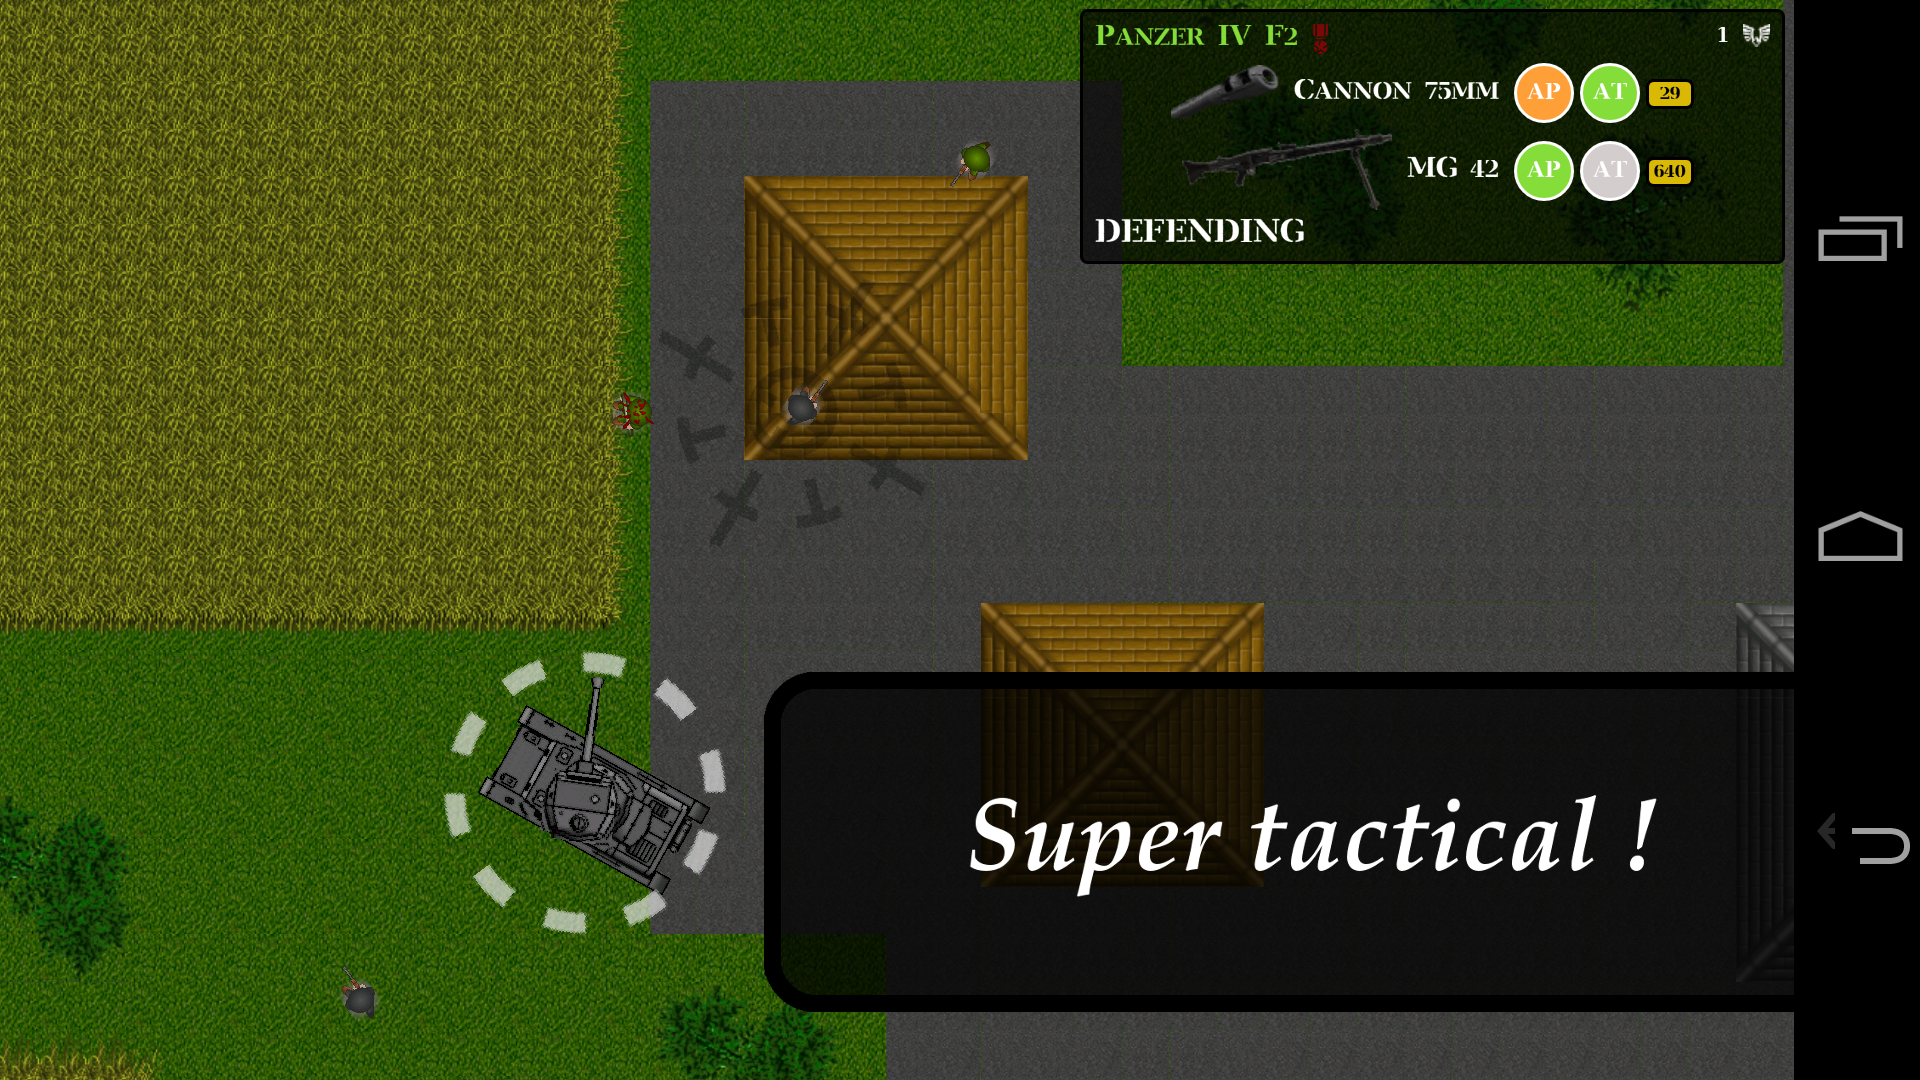 PANZER IV F2
1
CANNON 75MM AP AT 29
MG 42 AP AT 640
DEFENDING
Super tactical !